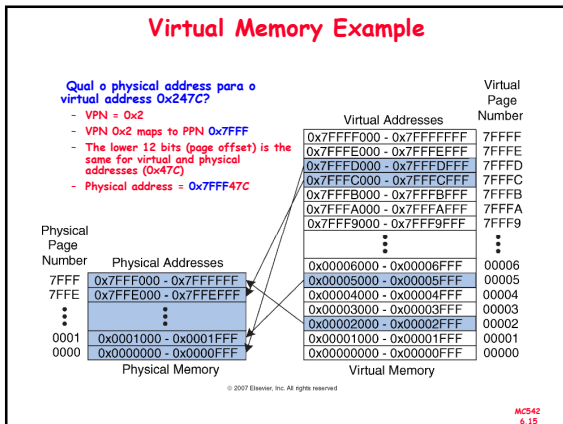 Virtual Memory Example
Qual o physical address para o
virtual address 0x247C?
– VPN = 0x2
– VPN 0x2 maps to PPN 0x7FFF
– The lower 12 bits (page offset) is the
same for virtual and physical
addresses (0x47C)
– Physical address = 0x7FFF47C
Virtual
Page
Number
Virtual Addresses
0x7FFFF000 - 0x7FFFFFFF 7FFFF
0x7FFFE000 - 0x7FFFEFFF 7FFFE
0x7FFFD000 - 0x7FFFDFFF 7FFFD
0x7FFFC000 - 0x7FFFCFFF 7FFFC
0x7FFFB000 - 0x7FFFBFFF 7FFFB
0x7FFFA000 - 0x7FFFAFFF 7FFFA
0x7FFF9000 - 0x7FFF9FFF 7FFF9
0x00006000 - 0x00006FFF 00006
0x00005000 - 0x00005FFF 00005
0x00004000 - 0x00004FFF 00004
0x00003000 - 0x00003FFF 00003
0x00002000 - 0x00002FFF 00002
0x00001000 - 0x00001FFF 00001
0x00000000 - 0x00000FFF 00000
Virtual Memory
Physical
Page
Number
Physical Addresses
7FFF 0x7FFF000 - 0x7FFFFFF
7FFE 0x7FFE000 - 0x7FFEFFF
0001 0x0001000 - 0x0001FFF
0000 0x0000000 - 0x0000FFF
Physical Memory
© 2007 Elsevier, Inc. All rights reserved
MC542
6.15